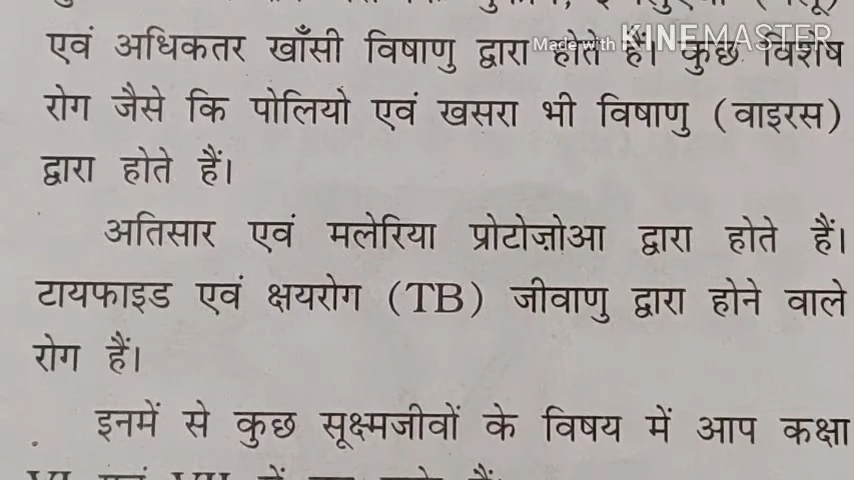 Made with KINEMASTER
एवं अधिकतर खाँसी विषाणु द्वारा होते हैं। कुछ विशेष
रोग जैसे कि पोलियो एवं खसरा भी विषाणु (वाइरस)
द्वारा होते हैं।
अतिसार एवं मलेरिया प्रोटोज़ोआ द्वारा होते हैं।
टायफाइड एवं क्षयरोग (TB) जीवाणु द्वारा होने वाले
रोग हैं।
इनमें से कुछ सूक्ष्मजीवों के विषय में आप कक्षा